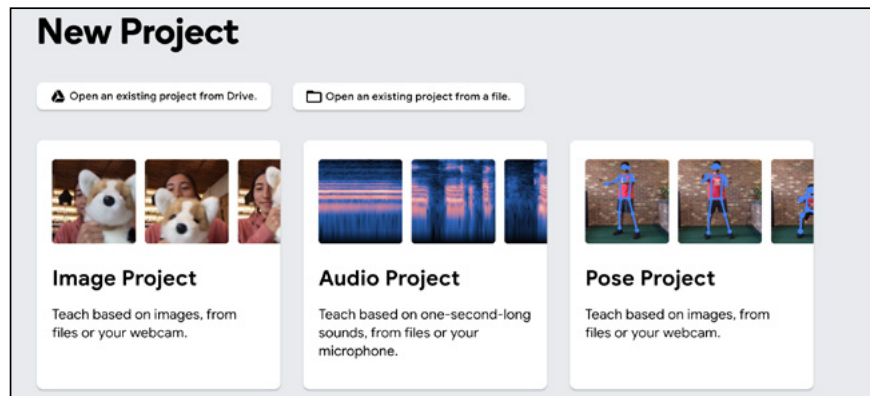 New Project
Open an existing project from Drive.
Open an existing project from a file.
Image Project
Teach based on images, from
files or your webcam.
Audio Project
Teach based on one-second-long
sounds, from files or your
microphone.
Pose Project
Teach based on images, from
files or your webcam.